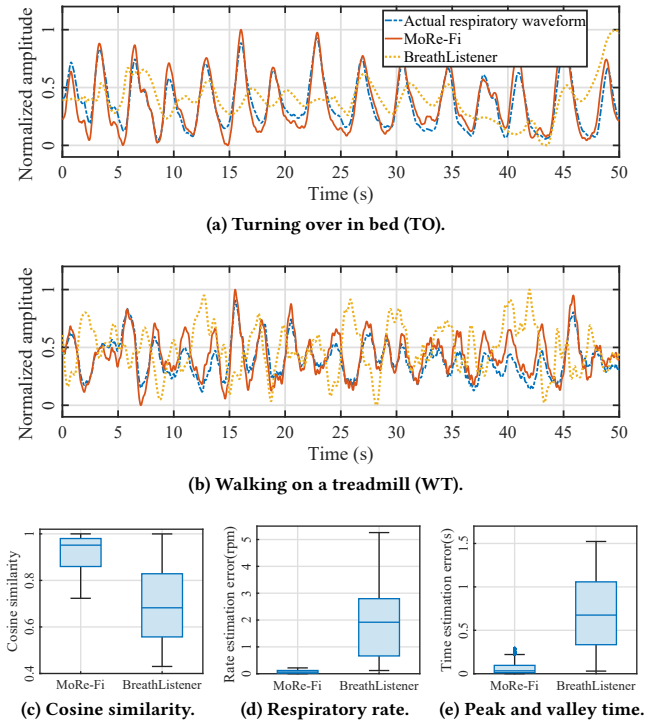 Normalized amplitude
1
0.5
0
Actual respiratory waveform
MoRe-Fi
BreathListener
0 5 10 15 20 25 30 35 40 45 50
Time (s)
(a) Turning over in bed (TO).
Normalized amplitude
1
0.5
0
0 5 10 15 20 25 30 35 40 45 50
Time (s)
(b) Walking on a treadmill (WT).
Cosine similarity
1
0.8
0.6
0.4
MoRe-Fi BreathListener
(c) Cosine similarity.
Rate estimation error(rpm)
5
4
3
2
1
0
MoRe-Fi BreathListener
(d) Respiratory rate.
Time estimation error(s)
1.5
1
0.5
0
MoRe-Fi BreathListener
(e) Peak and valley time.